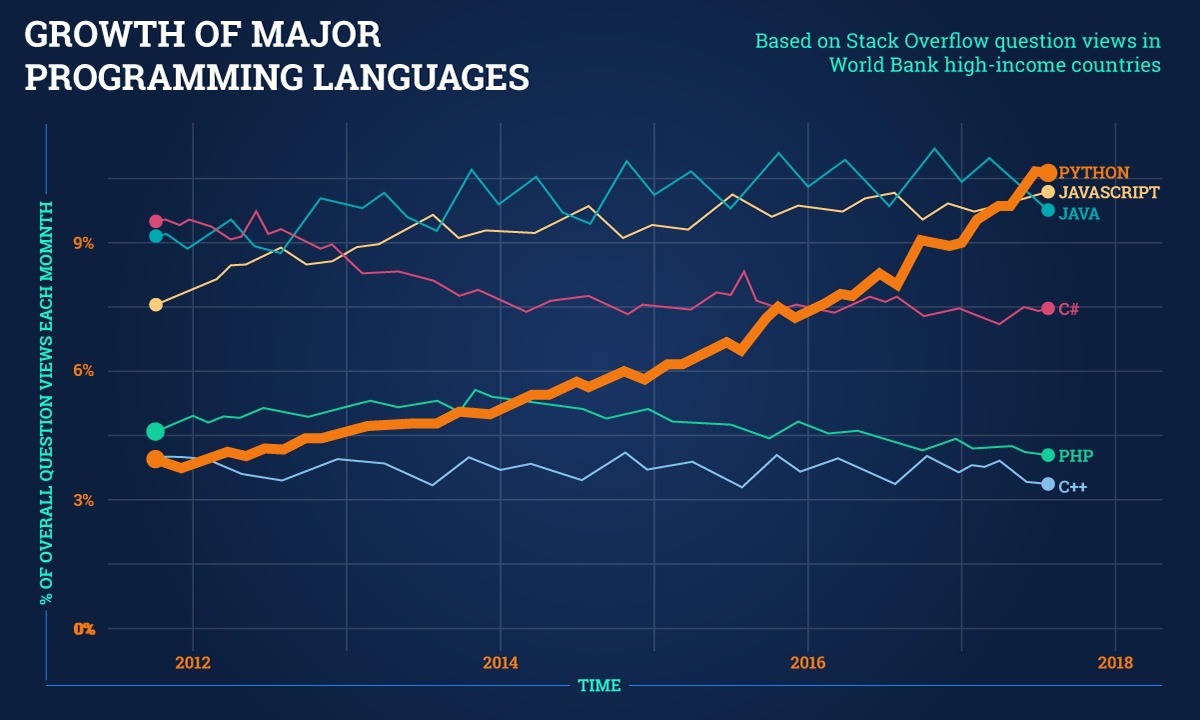 GROWTH OF MAJOR
PROGRAMMING LANGUAGES
Based on Stack Overflow question views in
World Bank high-income countries
% OF OVERALL QUESTION VIEWS EACH MOMNTH
9%
6%
3%
0%
PYTHON
JAVASCRIPT
JAVA
C#
PHP
C++
2012
2014
2016
2018
TIME